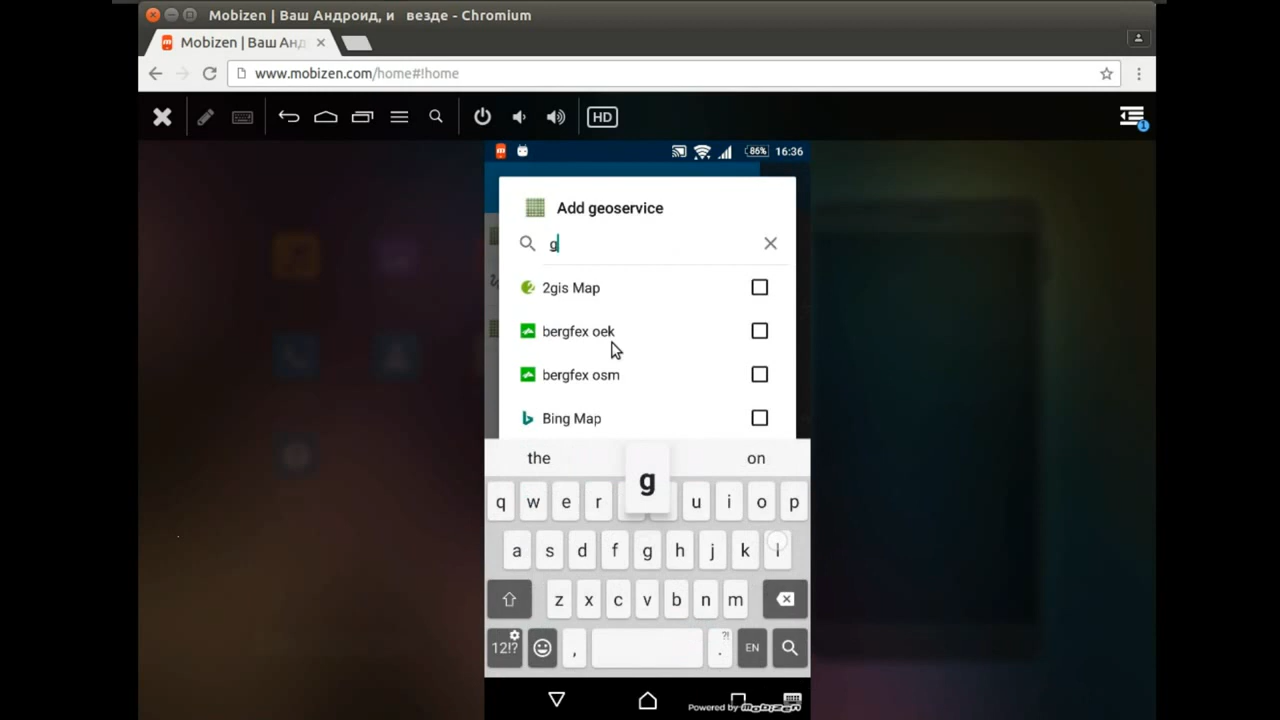 Mobizen | Ваш Андроид, и везде - Chromium
Mobizen | Ваш Анд
www.mobizen.com/home#!home
HD
1
86% 16:36
Add geoservice
g
2gis Map
bergfex oek
bergfex osm
Bing Map
the on
g
q w e r u i o p
a s d f g h j k l
z x c v b n m
12!? , . ?! EN
Powered by mobizen